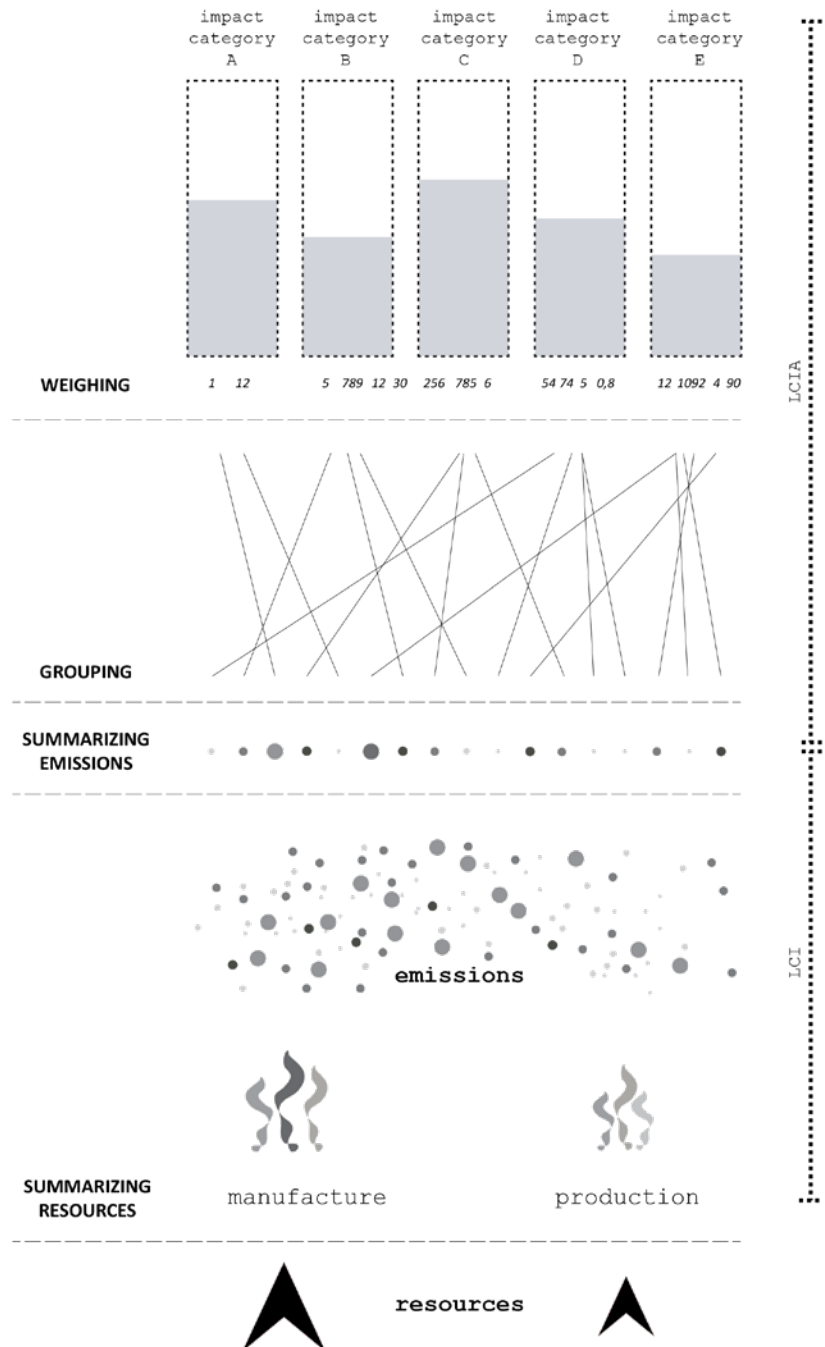 impact impact impact impact impact
category category category category category
A B C D E
WEIGHING 1 12 5 789 12 30 256 785 6 54 74 5 0,8 12 1092 4 90
LCIA
GROUPING
SUMMARIZING
EMISSIONS
LCI
emissions
SUMMARIZING
RESOURCES
manufacture production
resources